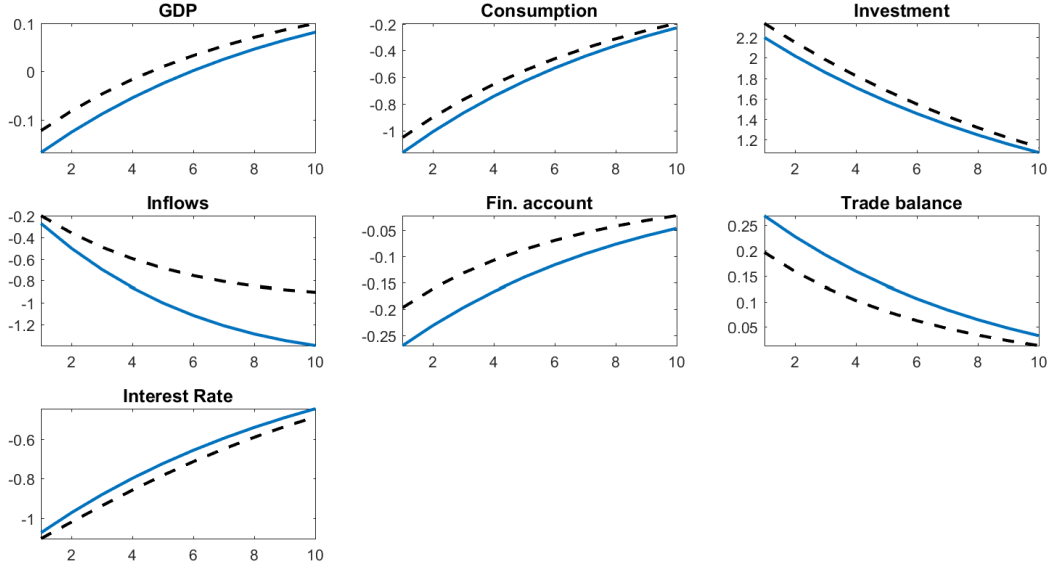 GDP
0.1
0
-0.1
2 4 6 8 10
Consumption
-0.2
-0.4
-0.6
-0.8
-1
2 4 6 8 10
Investment
2.2
2
1.8
1.6
1.4
1.2
2 4 6 8 10
Inflows
-0.2
-0.4
-0.6
-0.8
-1
-1.2
2 4 6 8 10
Fin. account
-0.05
-0.1
-0.15
-0.2
-0.25
2 4 6 8 10
Trade balance
0.25
0.2
0.15
0.1
0.05
2 4 6 8 10
Interest Rate
-0.6
-0.8
-1
2 4 6 8 10